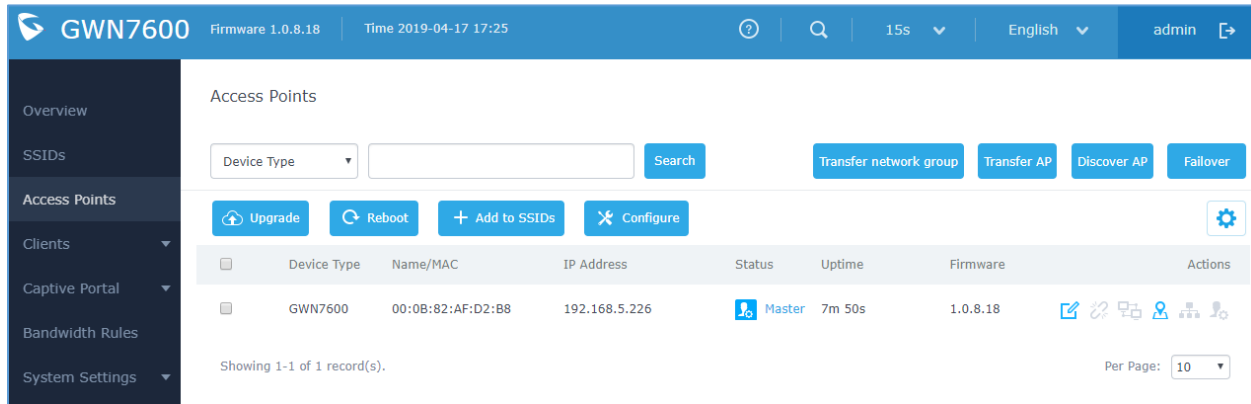 GWN7600 Firmware 1.0.8.18 Time 2019-04-17 17:25 15s English admin
Overview
SSIDs
Access Points
Clients
Captive Portal
Bandwidth Rules
System Settings
Access Points
Device Type Search Transfer network group Transfer AP Discover AP Failover
Upgrade Reboot Add to SSIDs Configure
Device Type Name/MAC IP Address Status Uptime Firmware Actions
GWN7600 00:0B:82:AF:D2:B8 192.168.5.226 Master 7m 50s 1.0.8.18
Showing 1-1 of 1 record(s). Per Page: 10